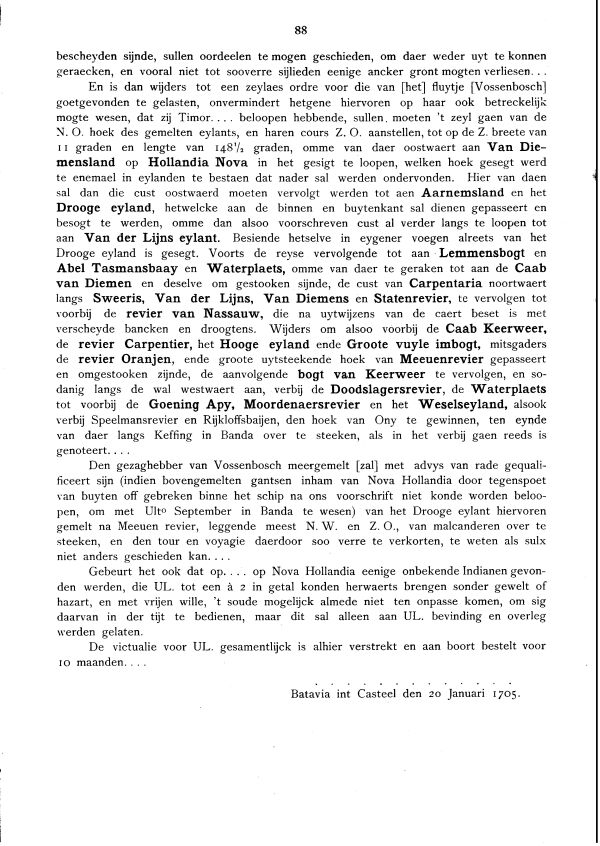 88
bescheyden sijnde, sullen oordeelen te mogen geschieden, om daer weder uyt te konnen
geraecken, en vooral niet tot sooverre sijlieden eenige ancker gront mogten verliesen. . .
En is dan wijders tot een zeylaes ordre voor die van [het] fluytje [Vossenbosch]
goetgevonden te gelasten, onvermindert hetgene hiervoren op haar ook betreckelijk
mogte wesen, dat zij Timor. . . . beloopen hebbende, sullen moeten 't zeyl gaen van de
N. O. hoek des gemelten eylants, en haren cours Z. O. aanstellen, tot op de Z. breete van
11 graden en lengte van 148½ graden, omme van daer oostwaert aen Van Die-
mensland op Hollandia Nova in het gesigt te loopen, welken hoek gesegt werd
te enemael in eylanden te bestaen dat nader sal werden ondervonden. Hier van daen
sal dan die cust oostwaerd moeten vervolgt werden tot aen Aarnemsland en het
Drooge eyland, hetwelcke aan de binnen en buytenkant sal dienen gepasseert en
besogt te werden, omme dan alsoo voorschreven cust al verder langs te loopen tot
aan Van der Lijns eylant. Besiende hetselve in eygener voegen alreets van het
Drooge eyland is gesegt. Voorts de reyse vervolgende tot aan Lemmensbogt en
Abel Tasmansbaay en Waterplaets, omme van daer te geraken tot aan de Caab
van Diemen en deselve om gestooken sijnde, de cust van Carpentaria noortwaert
langs Sweeris, Van der Lijns, Van Diemens en Statenrevier, te vervolgen tot
voorbij de revier van Nassauw, die na uytwijzens van de caert beset is met
verscheyde bancken en droogtens. Wijders om alsoo voorbij de Caab Keerweer,
de revier Carpentier, het Hooge eyland ende Groote vuyle imbogt, mitsgaders
de revier Oranjen, ende groote uytsteekende hoek van Meeuenrevier gepasseert
en omgestooken zijnde, de aanvolgende bogt van Keerweer te vervolgen, en so-
danig langs de wal westwaert aan, verbij de Doodslagersrevier, de Waterplaets
tot voorbij de Goening Apy, Moordenaersrevier en het Weselseyland, alsook
verbij Speelmansrevier en Rijkloffsbaijen, den hoek van Ony te gewinnen, ten eynde
van daer langs Keffing in Banda over te steeken, als in het verbij gaen reeds is
genoteert. . . .
Den gezaghebber van Vossenbosch meergemelt [zal] met advys van rade gequali-
ficeert sijn (indien bovengemelten gantsen inham van Nova Hollandia door tegenspoet
van buyten off gebreken binne het schip na ons voorschrift niet konde worden beloo-
pen, om met Ulto September in Banda te wesen) van het Drooge eylant hiervoren
gemelt na Meeuen revier, leggende meest N. W. en Z. O., van malcanderen over te
steeken, en den tour en voyagie daerdoor soo verre te verkorten, te weten als sulx
niet anders geschieden kan. . . .
Gebeurt het ook dat op. . . . op Nova Hollandia eenige onbekende Indianen gevon-
den werden, die UL. tot een à 2 in getal konden herwaerts brengen sonder gewelt of
hazart, en met vrijen wille, 't soude mogelijck almede niet ten onpasse komen, om sig
daarvan in der tijt te bedienen, maar dit sal alleen aan UL. bevinding en overleg
werden gelaten.
De victualie voor UL. gesamentlijck is alhier verstrekt en aan boort bestelt voor
10 maanden. . . .
. . . . . . . . . . . . .
Batavia int Casteel den 20 Januari 1705.